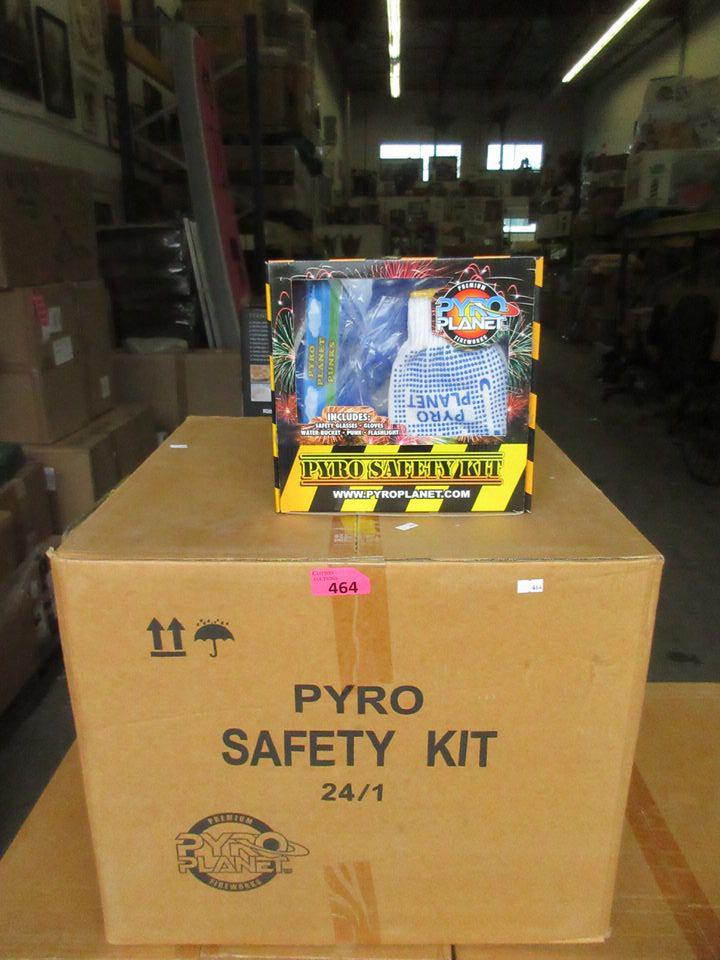 PREMIUM
PYRO
PLANET
FIREWORKS
PYRO
PLANET
PUNKS
PYRO
PLANET
INCLUDES:
SAFETY GLASSES • GLOVES
WATER BUCKET • PUNK • FLASHLIGHT
PYRO SAFETY KIT
WWW.PYROPLANET.COM
464
464
PYRO
SAFETY KIT
24/1
PREMIUM
PYRO
PLANET
FIREWORKS